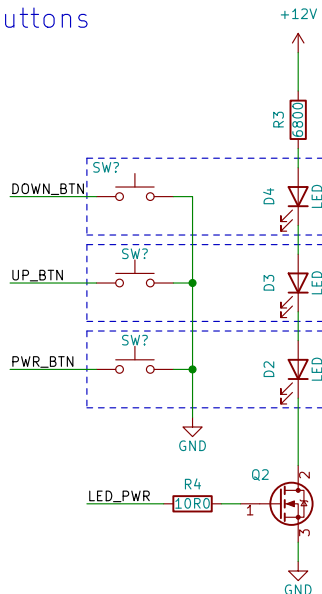 uttons
+12V
R3
6800
SW?
DOWN_BTN
D4
LED
SW?
UP_BTN
D3
LED
SW?
PWR_BTN
D2
LED
GND
Q2
2
R4
LED_PWR
10R0
1
3
GND